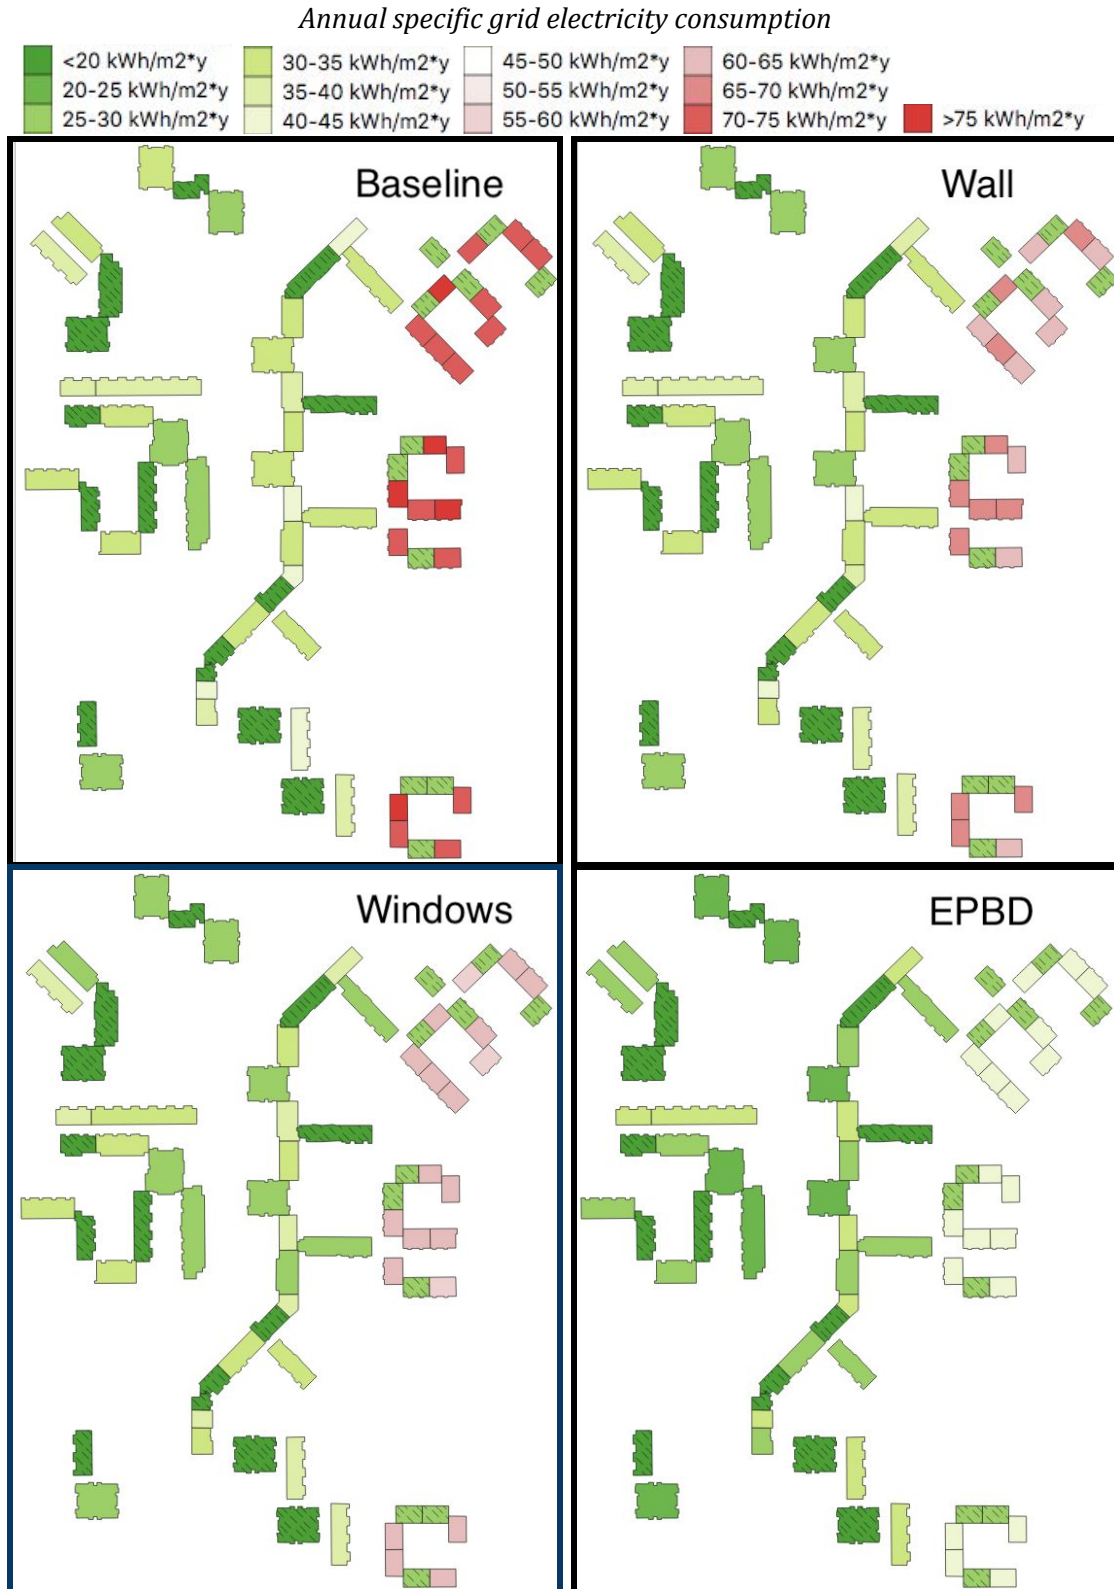 Annual specific grid electricity consumption
<20 kWh/m2*y 30-35 kWh/m2*y 45-50 kWh/m2*y 60-65 kWh/m2*y
20-25 kWh/m2*y 35-40 kWh/m2*y 50-55 kWh/m2*y 65-70 kWh/m2*y
25-30 kWh/m2*y 40-45 kWh/m2*y 55-60 kWh/m2*y 70-75 kWh/m2*y >75 kWh/m2*y
Baseline Wall
Windows EPBD